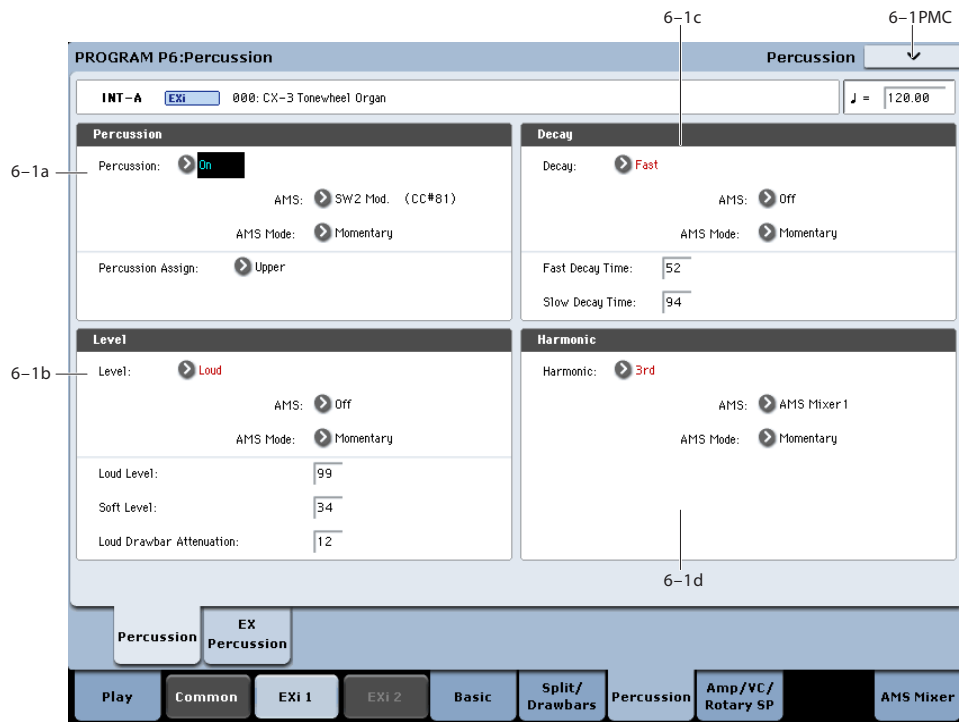 6–1c
6–1PMC
PROGRAM P6:Percussion
Percussion
INT-A
EXi
000: CX-3 Tonewheel Organ
♩ = 120.00
Percussion
Decay
6–1a
Percussion: On
Decay: Fast
AMS: SW2 Mod. (CC#81)
AMS: Off
AMS Mode: Momentary
AMS Mode: Momentary
Percussion Assign: Upper
Fast Decay Time: 52
Slow Decay Time: 94
Level
Harmonic
6–1b
Level: Loud
Harmonic: 3rd
AMS: Off
AMS: AMS Mixer1
AMS Mode: Momentary
AMS Mode: Momentary
Loud Level: 99
Soft Level: 34
Loud Drawbar Attenuation: 12
6–1d
Percussion
EX
Percussion
Play
Common
EXi 1
EXi 2
Basic
Split/
Drawbars
Percussion
Amp/VC/
Rotary SP
AMS Mixer